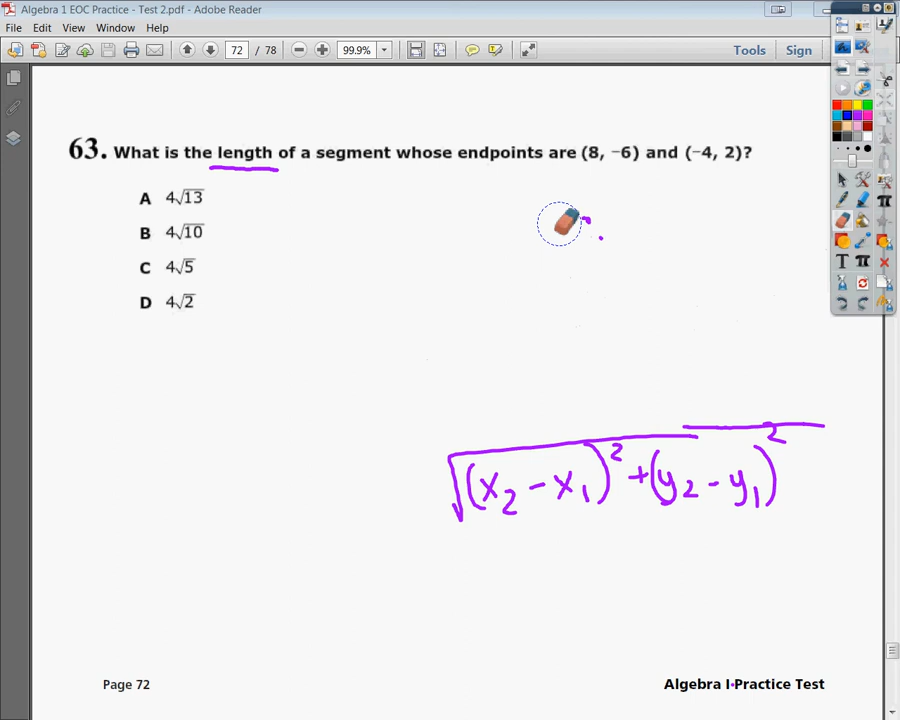 Algebra 1 EOC Practice - Test 2.pdf - Adobe Reader
File Edit View Window Help
72 / 78 99.9% Tools Sign
63. What is the length of a segment whose endpoints are (8, −6) and (−4, 2)?
A 4√13
B 4√10
C 4√5
D 4√2
√(x₂ - x₁)² + (y₂ - y₁)²
Page 72 Algebra I•Practice Test